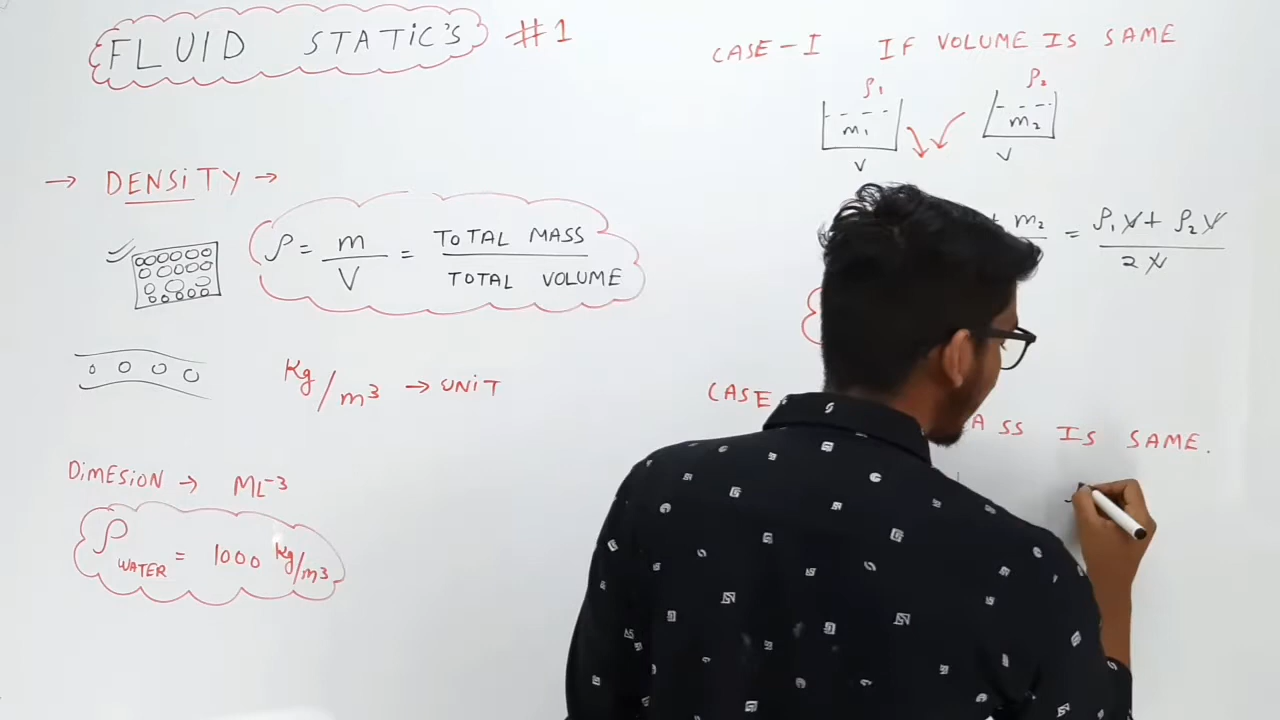 FLUID STATIC'S #1
→ DENSITY →
ρ = m/V = TOTAL MASS / TOTAL VOLUME
Kg/m3 → UNIT
DiMESiON → ML-3
ρ WATER = 1000 Kg/m3
CASE-I IF VOLUME IS SAME
ρ1 ρ2
m1 m2
V V
+ m2 = ρ1V + ρ2V / 2V
CASE ASS IS SAME.